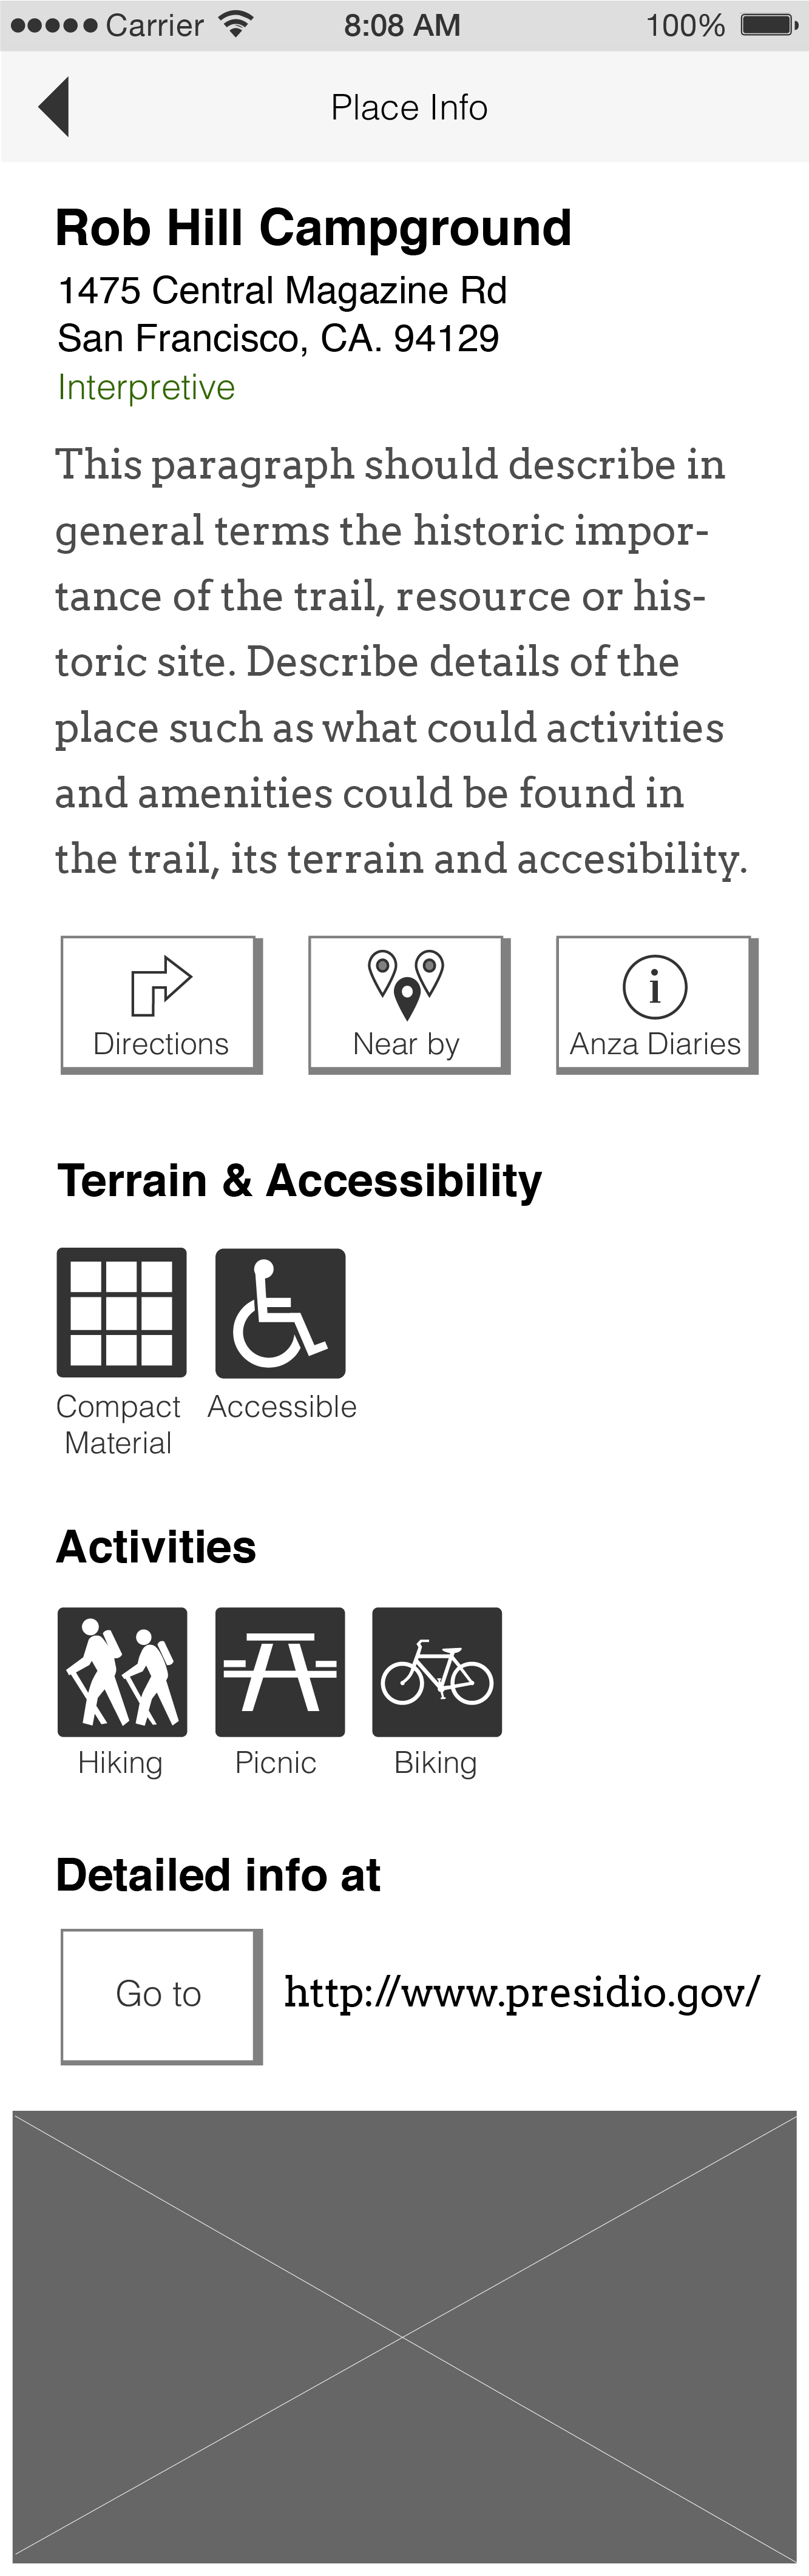 Carrier 8:08 AM 100%
Place Info
Rob Hill Campground
1475 Central Magazine Rd
San Francisco, CA. 94129
Interpretive
This paragraph should describe in
general terms the historic impor-
tance of the trail, resource or his-
toric site. Describe details of the
place such as what could activities
and amenities could be found in
the trail, its terrain and accesibility.
Directions
Near by
i
Anza Diaries
Terrain & Accessibility
Compact
Material
Accessible
Activities
Hiking
Picnic
Biking
Detailed info at
Go to
http://www.presidio.gov/